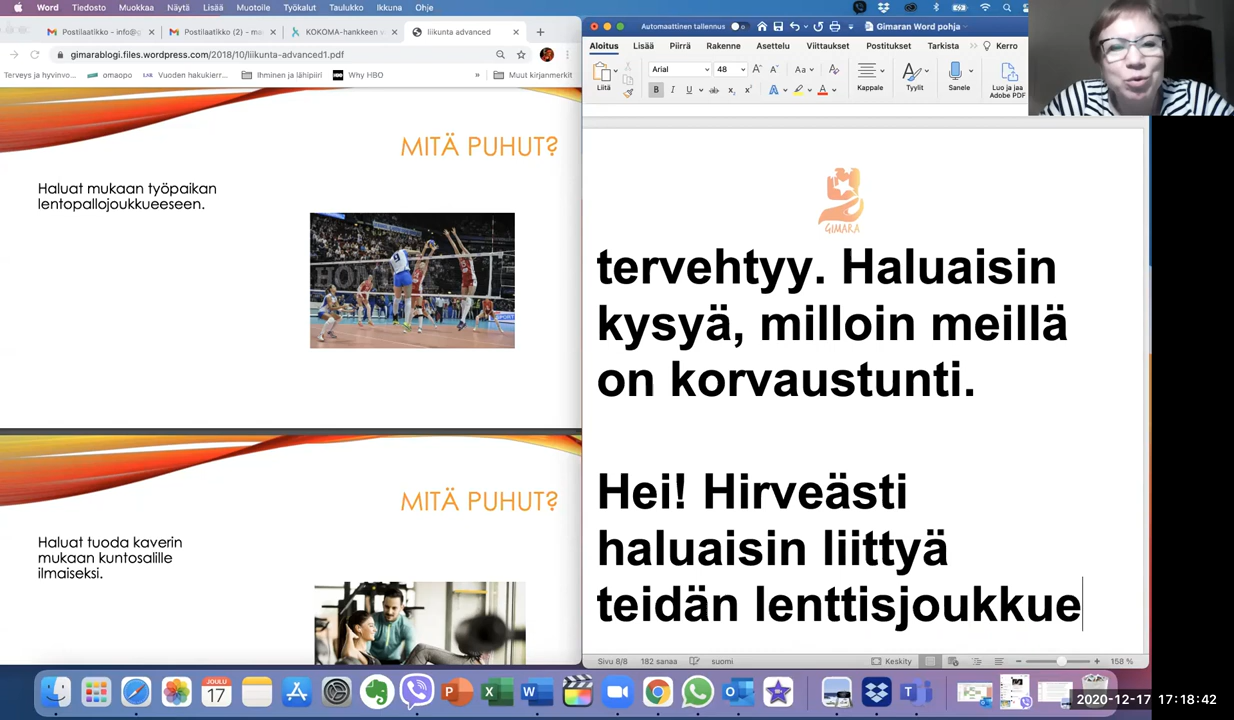 Word Tiedosto Muokkaa Näytä Lisää Muotoile Työkalut Taulukko Ikkuna Ohje
Postilaatikko – info@g
Postilaatikko (2) – ma
KOKOMA-hankkeen v
liikunta advanced
gimarablogi.files.wordpress.com/2018/10/liikunta-advanced1.pdf
Terveys ja hyvinvo...
omaopo
Vuoden hakukierr...
Ihminen ja lähipiiri
Why HBO
Muut kirjanmerkit
MITÄ PUHUT?
Haluat mukaan työpaikan
lentopallojoukkueeseen.
MITÄ PUHUT?
Haluat tuoda kaverin
mukaan kuntosalille
ilmaiseksi.
Automaattinen tallennus
Gimaran Word pohja
Aloitus Lisää Piirrä Rakenne Asettelu Viittaukset Postitukset Tarkista Kerro
Liitä
Arial 48
Kappale
Tyylit
Sanele
Luo ja jaa
Adobe PDF
GIMARA
tervehtyy. Haluaisin
kysyä, milloin meillä
on korvaustunti.
Hei! Hirveästi
haluaisin liittyä
teidän lenttisjoukkue
Sivu 8/8 182 sanaa suomi Keskity 158 %
JOULU
17
2020-12-17 17:18:42